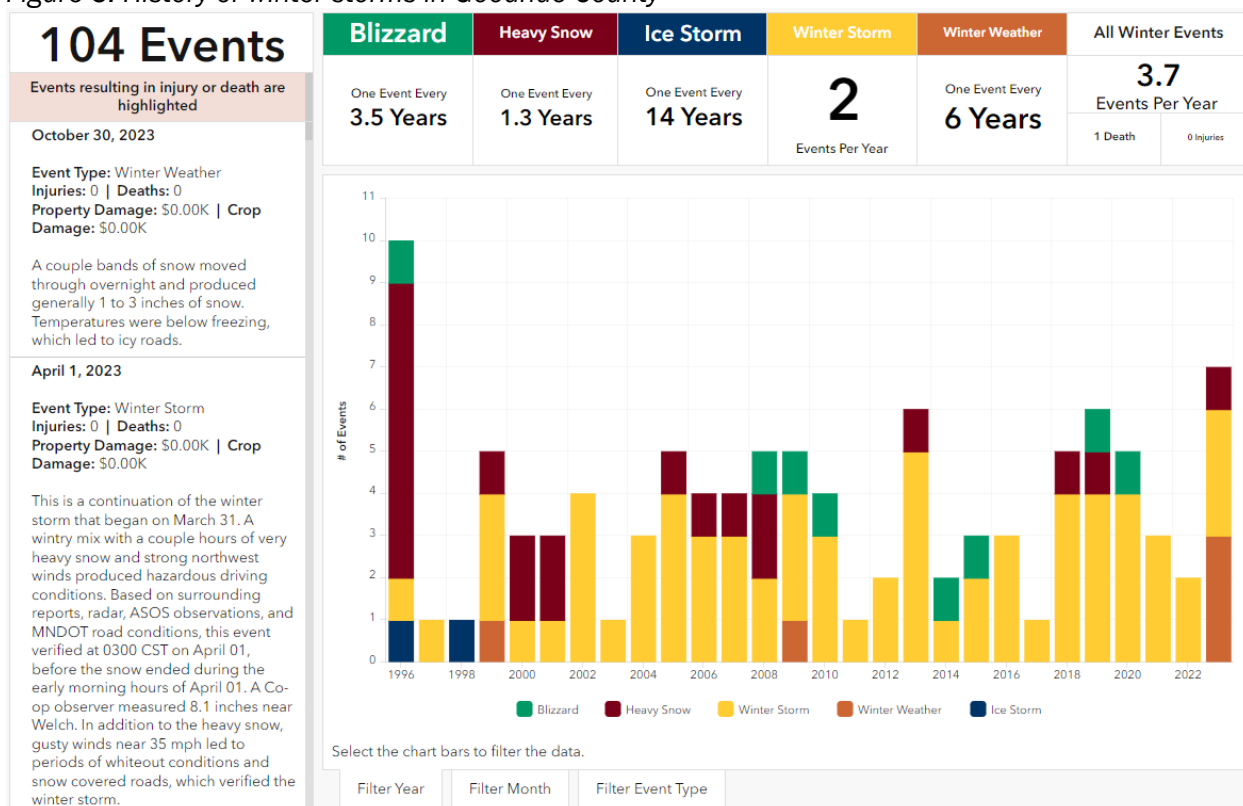 104 Events
Events resulting in injury or death are
highlighted
October 30, 2023
Event Type: Winter Weather
Injuries: 0 | Deaths: 0
Property Damage: $0.00K | Crop
Damage: $0.00K
A couple bands of snow moved
through overnight and produced
generally 1 to 3 inches of snow.
Temperatures were below freezing,
which led to icy roads.
April 1, 2023
Event Type: Winter Storm
Injuries: 0 | Deaths: 0
Property Damage: $0.00K | Crop
Damage: $0.00K
This is a continuation of the winter
storm that began on March 31. A
wintry mix with a couple hours of very
heavy snow and strong northwest
winds produced hazardous driving
conditions. Based on surrounding
reports, radar, ASOS observations, and
MNDOT road conditions, this event
verified at 0300 CST on April 01,
before the snow ended during the
early morning hours of April 01. A Co-
op observer measured 8.1 inches near
Welch. In addition to the heavy snow,
gusty winds near 35 mph led to
periods of whiteout conditions and
snow covered roads, which verified the
winter storm.
Blizzard
One Event Every
3.5 Years
Heavy Snow
One Event Every
1.3 Years
Ice Storm
One Event Every
14 Years
Winter Storm
2
Events Per Year
Winter Weather
One Event Every
6 Years
All Winter Events
3.7
Events Per Year
1 Death
0 Injuries
# of Events
11
10
9
8
7
6
5
4
3
2
1
0
1996 1998 2000 2002 2004 2006 2008 2010 2012 2014 2016 2018 2020 2022
Blizzard Heavy Snow Winter Storm Winter Weather Ice Storm
Select the chart bars to filter the data.
Filter Year Filter Month Filter Event Type